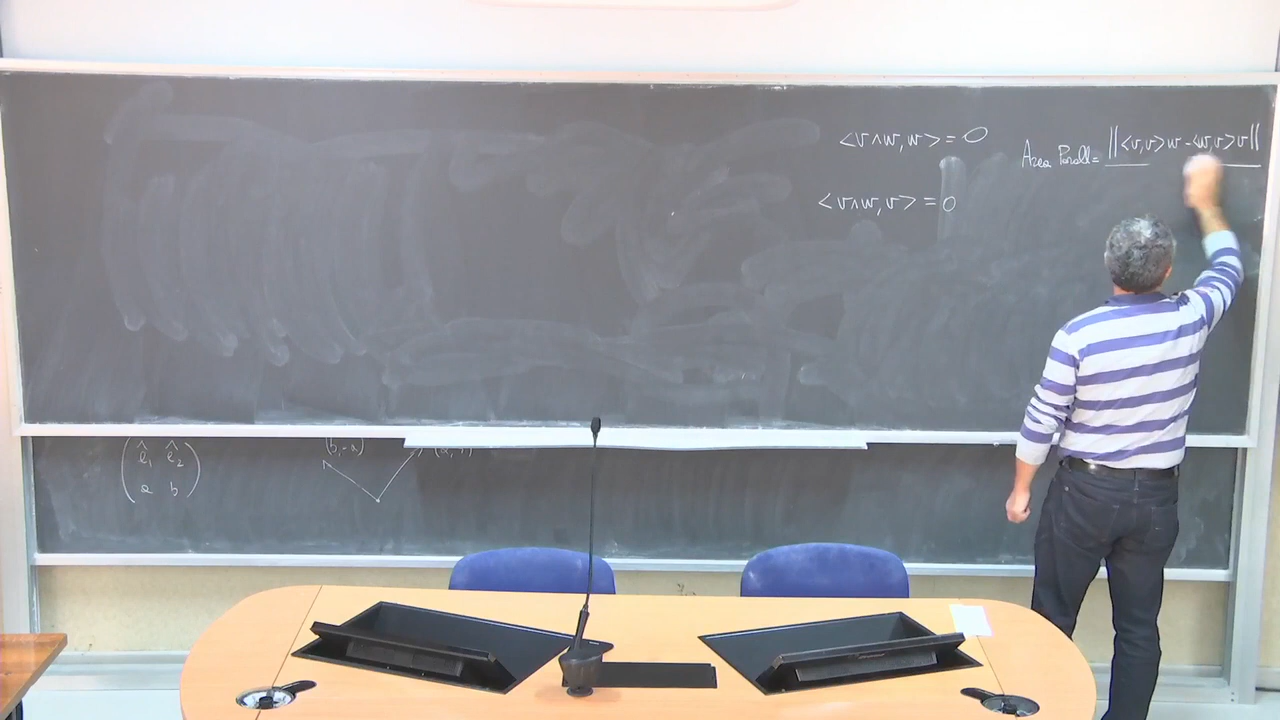 <v∧w, w> = 0
Area Parall = ||<v,v>w - <w,v>v||
<v∧w, v> = 0
(b, -a)
ê₁ ê₂
a b